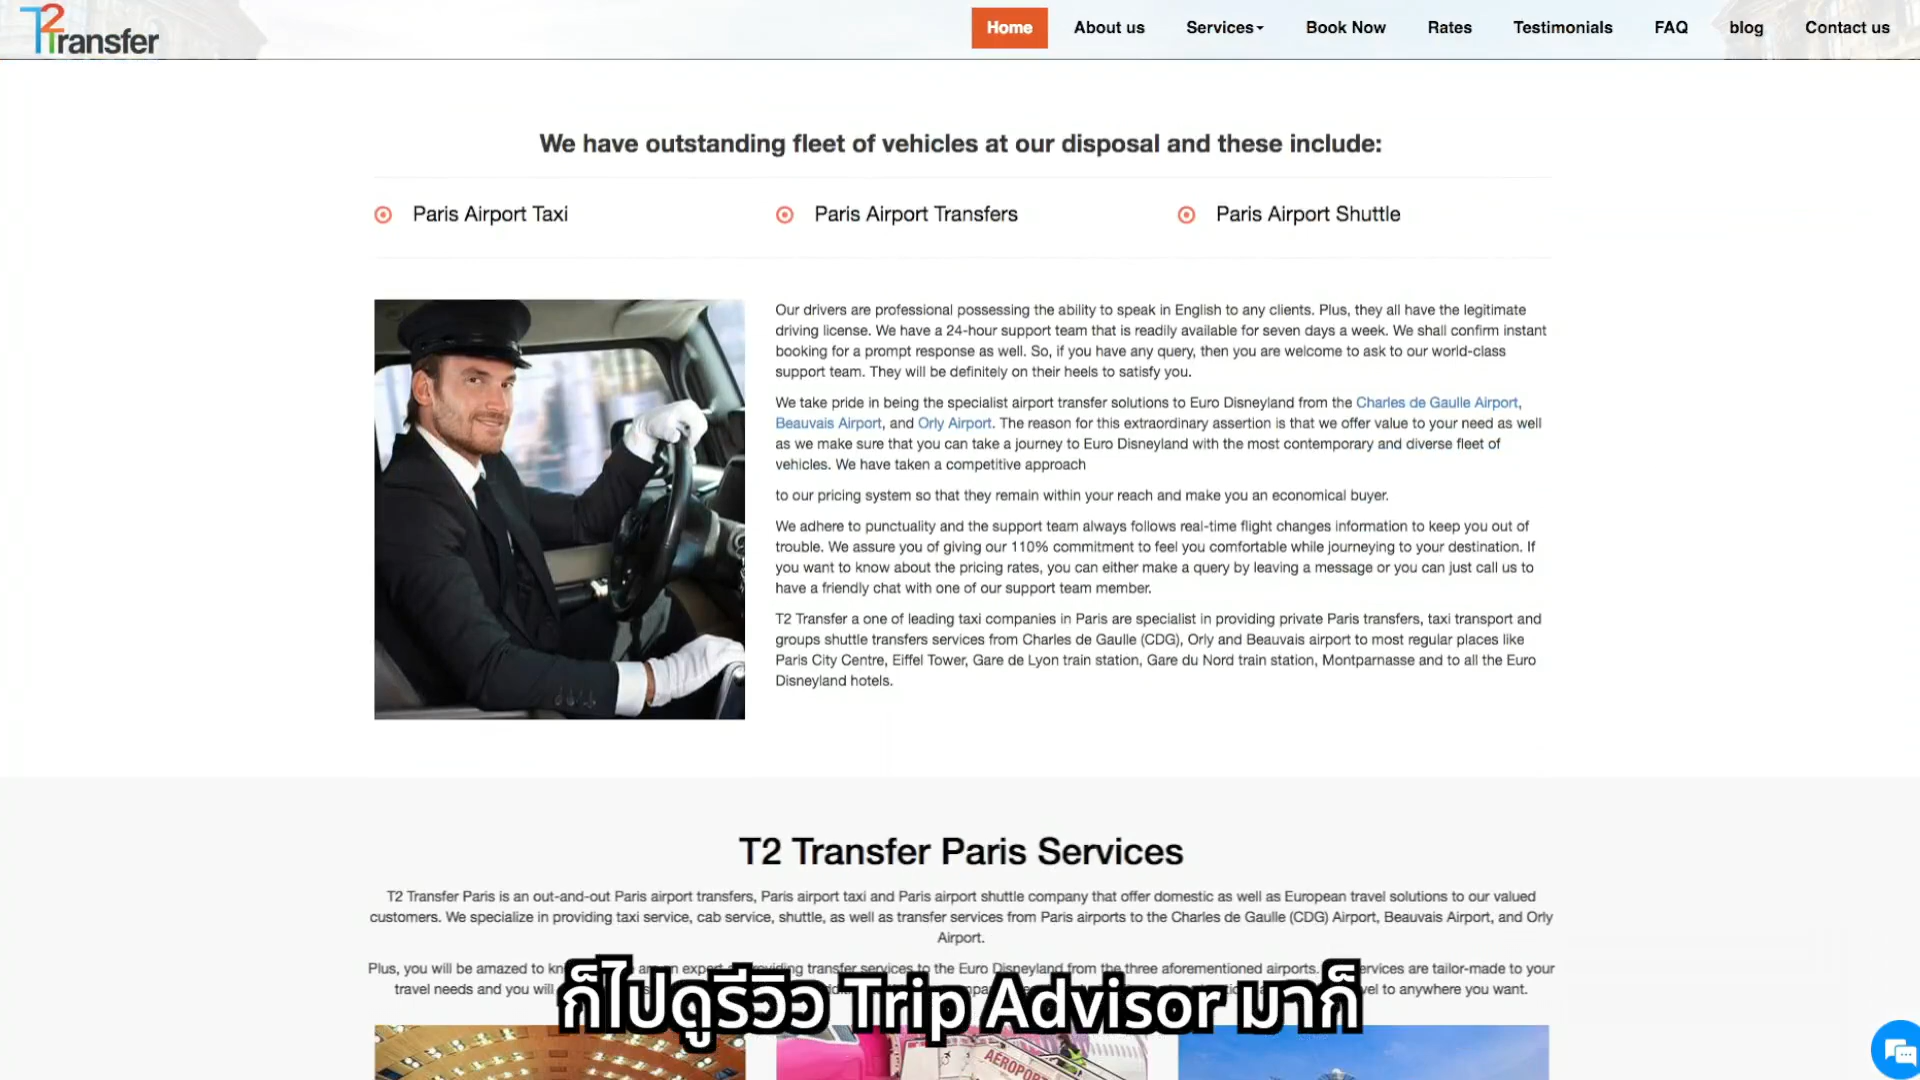 T2 Transfer
Home
About us
Services
Book Now
Rates
Testimonials
FAQ
blog
Contact us
We have outstanding fleet of vehicles at our disposal and these include:
Paris Airport Taxi
Paris Airport Transfers
Paris Airport Shuttle
Our drivers are professional possessing the ability to speak in English to any clients. Plus, they all have the legitimate
driving license. We have a 24-hour support team that is readily available for seven days a week. We shall confirm instant
booking for a prompt response as well. So, if you have any query, then you are welcome to ask to our world-class
support team. They will be definitely on their heels to satisfy you.
We take pride in being the specialist airport transfer solutions to Euro Disneyland from the Charles de Gaulle Airport,
Beauvais Airport, and Orly Airport. The reason for this extraordinary assertion is that we offer value to your need as well
as we make sure that you can take a journey to Euro Disneyland with the most contemporary and diverse fleet of
vehicles. We have taken a competitive approach
to our pricing system so that they remain within your reach and make you an economical buyer.
We adhere to punctuality and the support team always follows real-time flight changes information to keep you out of
trouble. We assure you of giving our 110% commitment to feel you comfortable while journeying to your destination. If
you want to know about the pricing rates, you can either make a query by leaving a message or you can just call us to
have a friendly chat with one of our support team member.
T2 Transfer a one of leading taxi companies in Paris are specialist in providing private Paris transfers, taxi transport and
groups shuttle transfers services from Charles de Gaulle (CDG), Orly and Beauvais airport to most regular places like
Paris City Centre, Eiffel Tower, Gare de Lyon train station, Gare du Nord train station, Montparnasse and to all the Euro
Disneyland hotels.
T2 Transfer Paris Services
T2 Transfer Paris is an out-and-out Paris airport transfers, Paris airport taxi and Paris airport shuttle company that offer domestic as well as European travel solutions to our valued
customers. We specialize in providing taxi service, cab service, shuttle, as well as transfer services from Paris airports to the Charles de Gaulle (CDG) Airport, Beauvais Airport, and Orly
Airport.
Plus, you will be amazed to transfer services to the Euro Disneyland from the three aforementioned airports. services are tailor-made to your
travel needs and you will to anywhere you want.
ก็ไปดูรีวิว Trip Advisor มาก็
AÉROPORT